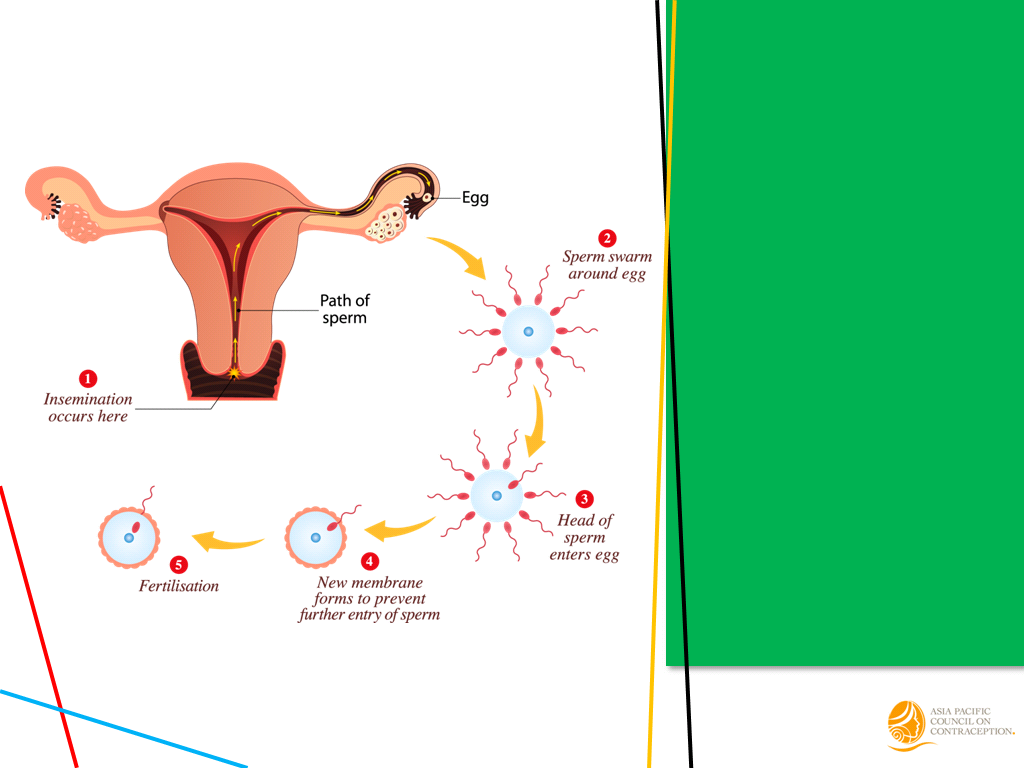 Egg
Path of
sperm
1
Insemination
occurs here
2
Sperm swarm
around egg
3
Head of
sperm
enters egg
4
New membrane
forms to prevent
further entry of sperm
5
Fertilisation
ASIA PACIFIC
COUNCIL ON
CONTRACEPTION.